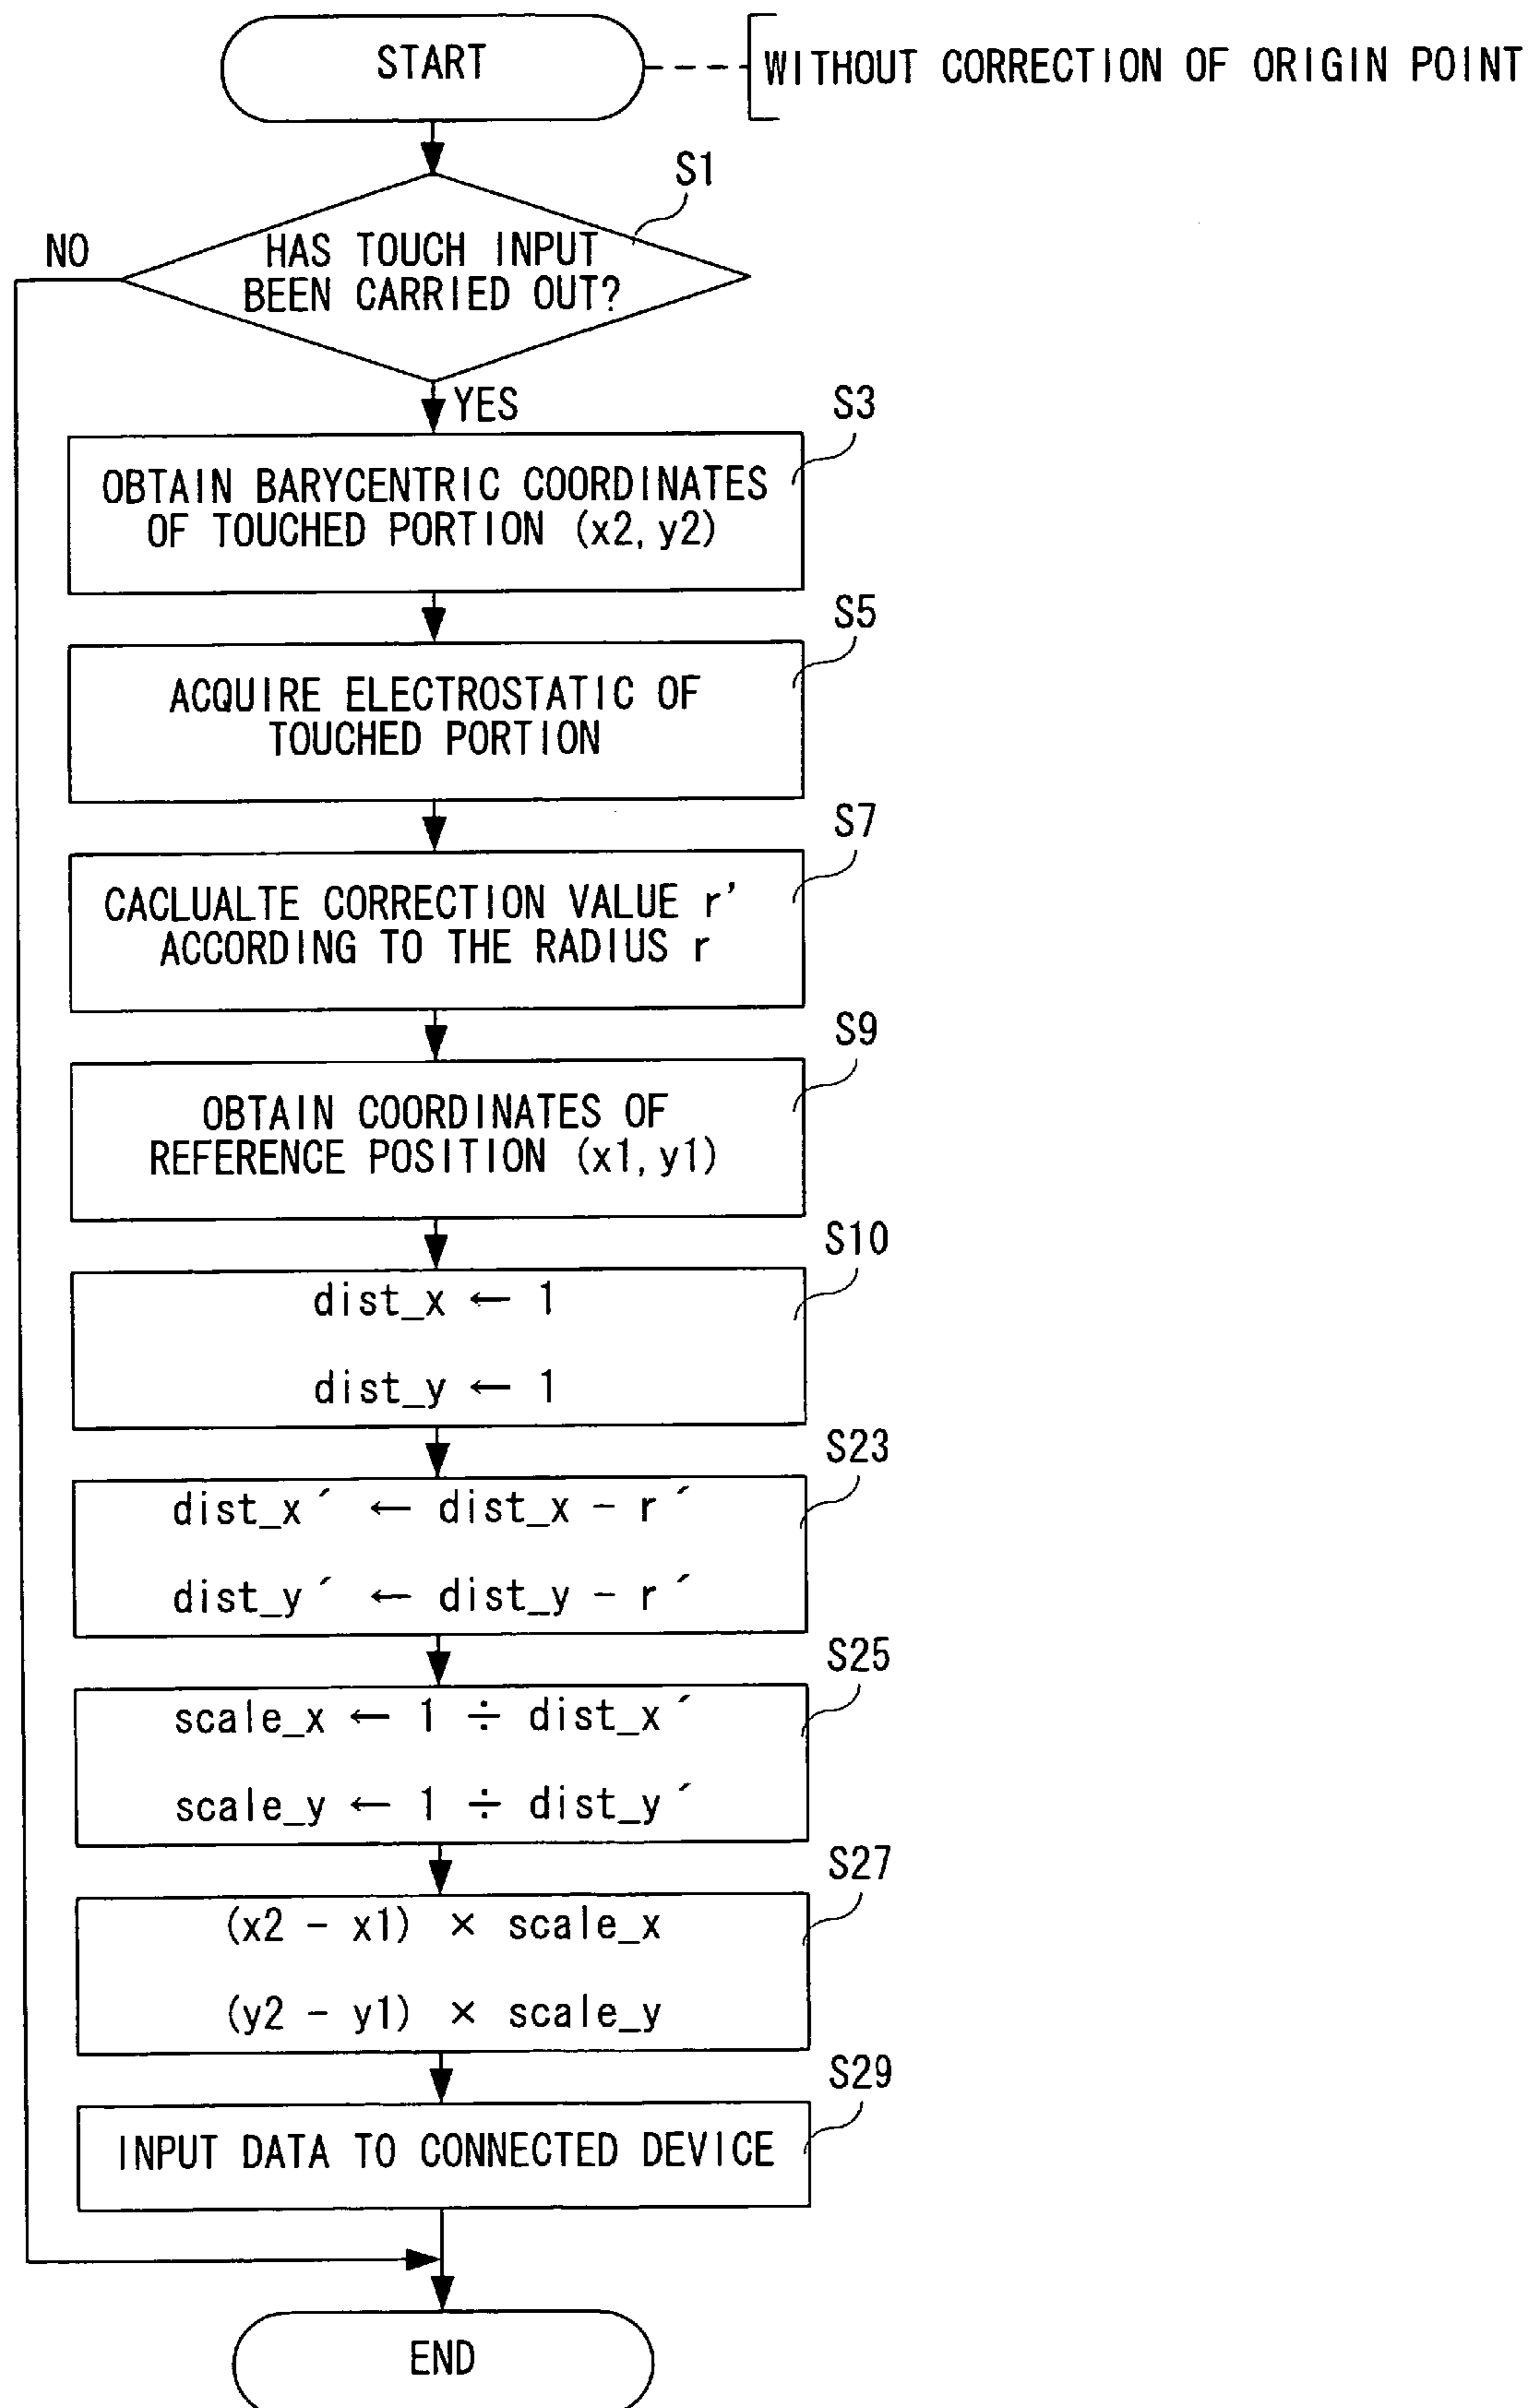 START
WITHOUT CORRECTION OF ORIGIN POINT
S1
NO
HAS TOUCH INPUT
BEEN CARRIED OUT?
YES
S3
OBTAIN BARYCENTRIC COORDINATES
OF TOUCHED PORTION (x2, y2)
S5
ACQUIRE ELECTROSTATIC OF
TOUCHED PORTION
S7
CACLUALTE CORRECTION VALUE r'
ACCORDING TO THE RADIUS r
S9
OBTAIN COORDINATES OF
REFERENCE POSITION (x1, y1)
S10
dist_x ← 1
dist_y ← 1
S23
dist_x´ ← dist_x − r´
dist_y´ ← dist_y − r´
S25
scale_x ← 1 ÷ dist_x´
scale_y ← 1 ÷ dist_y´
S27
(x2 − x1) × scale_x
(y2 − y1) × scale_y
S29
INPUT DATA TO CONNECTED DEVICE
END